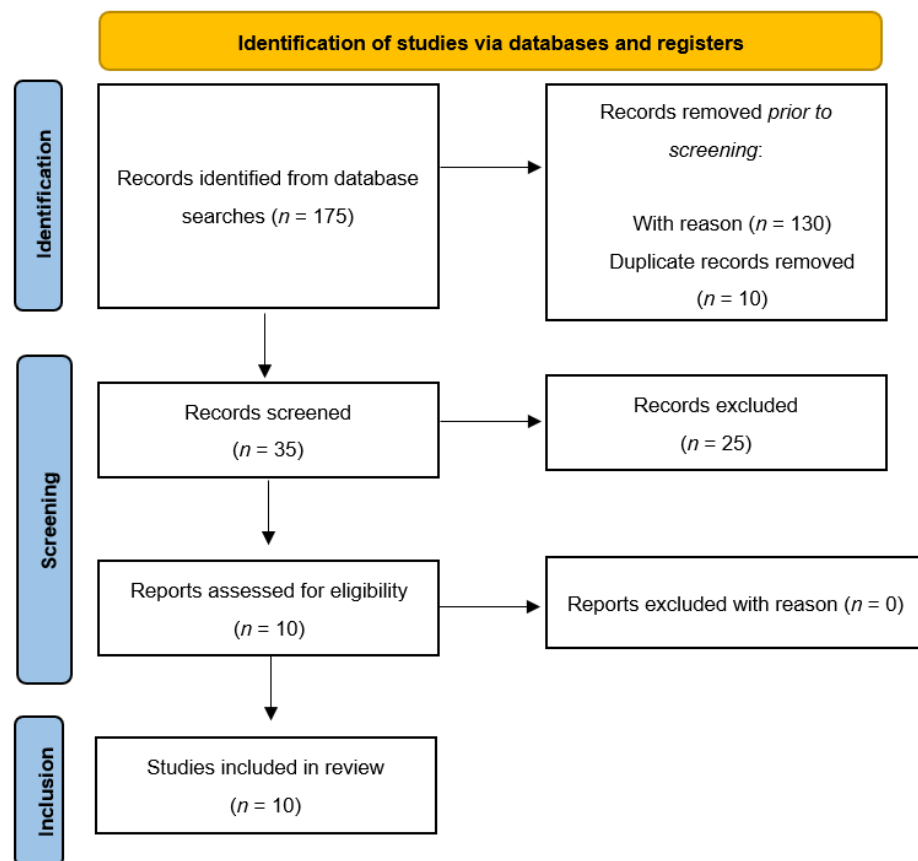 Identification of studies via databases and registers
Identification
Records identified from database
searches (n = 175)
Records removed prior to
screening:
With reason (n = 130)
Duplicate records removed
(n = 10)
Screening
Records screened
(n = 35)
Records excluded
(n = 25)
Reports assessed for eligibility
(n = 10)
Reports excluded with reason (n = 0)
Inclusion
Studies included in review
(n = 10)